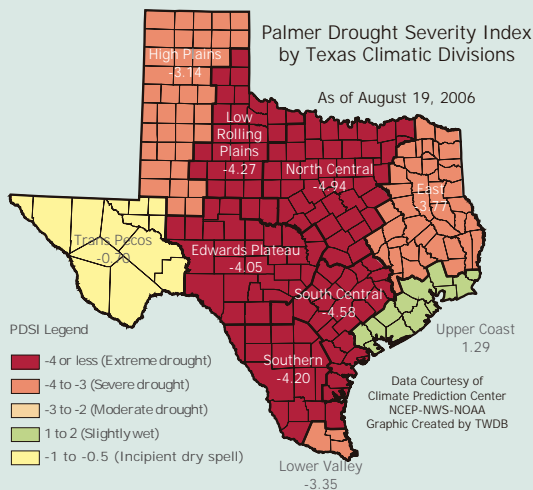 Palmer Drought Severity Index
by Texas Climatic Divisions
As of August 19, 2006
High Plains
-3.14
Low
Rolling
Plains
-4.27
North Central
-4.94
East
-3.77
Trans Pecos
-0.70
Edwards Plateau
-4.05
South Central
-4.58
Upper Coast
1.29
Southern
-4.20
Lower Valley
-3.35
PDSI Legend
-4 or less (Extreme drought)
-4 to -3 (Severe drought)
-3 to -2 (Moderate drought)
1 to 2 (Slightly wet)
-1 to -0.5 (Incipient dry spell)
Data Courtesy of
Climate Prediction Center
NCEP-NWS-NOAA
Graphic Created by TWDB